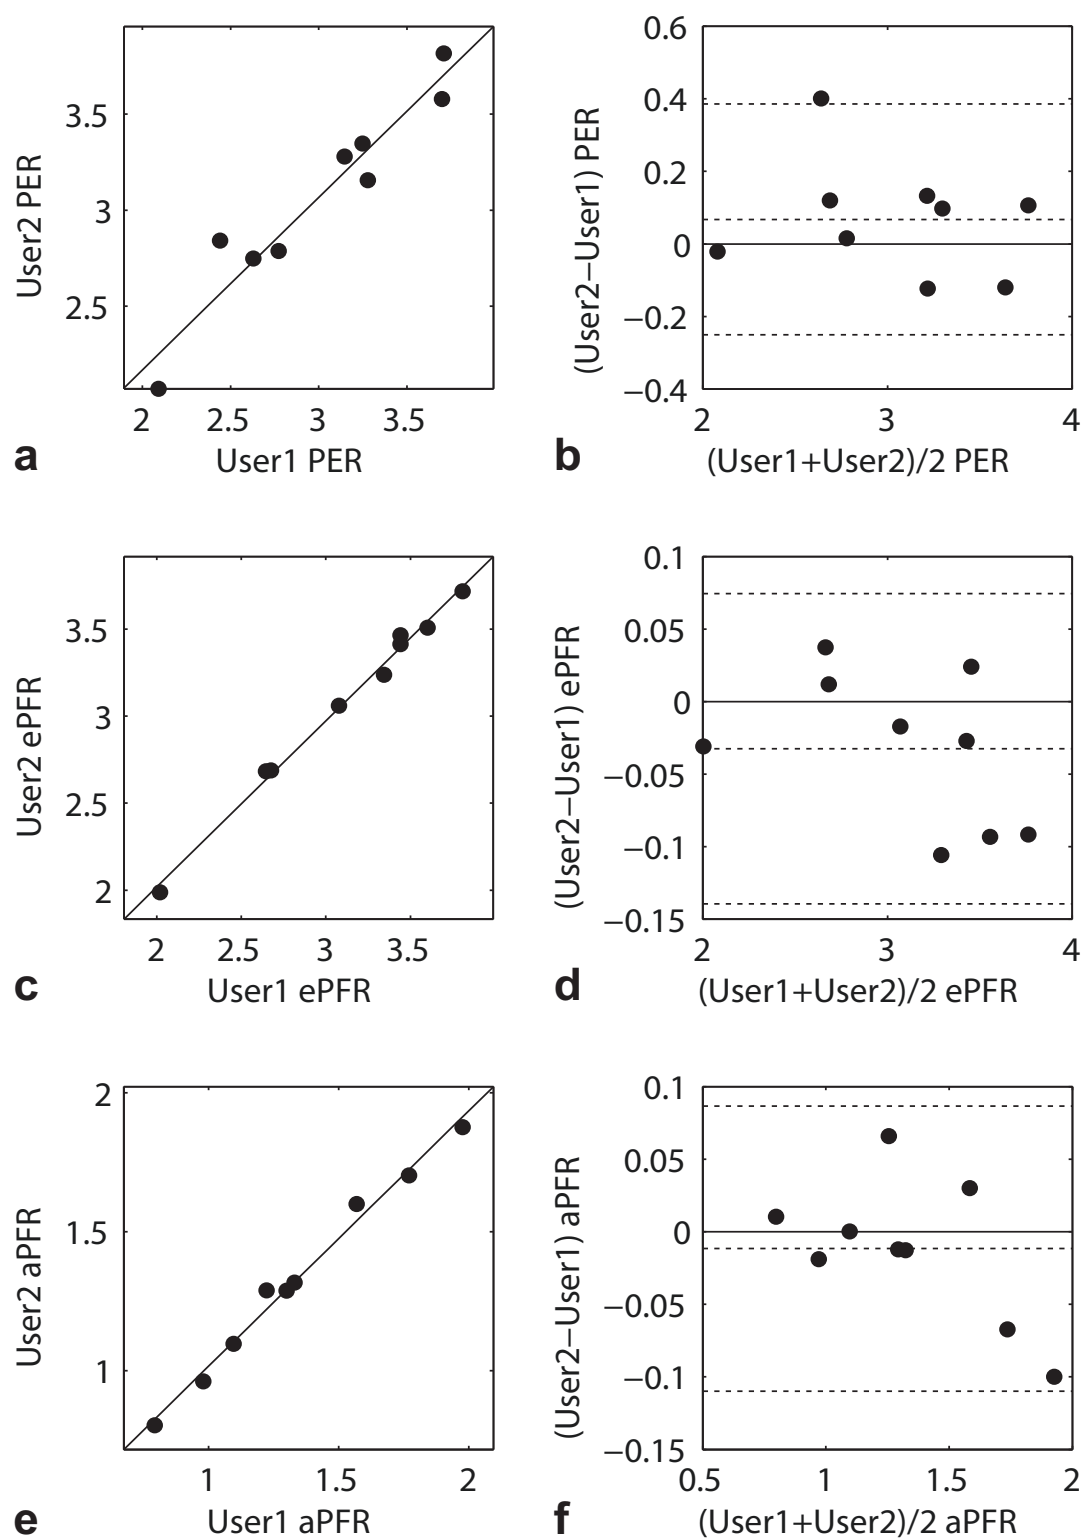 3.5
3
2.5
User2 PER
2 2.5 3 3.5
User1 PER
a
0.6
0.4
0.2
0
−0.2
−0.4
(User2−User1) PER
2 3 4
(User1+User2)/2 PER
b
3.5
3
2.5
2
User2 ePFR
2 2.5 3 3.5
User1 ePFR
c
0.1
0.05
0
−0.05
−0.1
−0.15
(User2−User1) ePFR
2 3 4
(User1+User2)/2 ePFR
d
2
1.5
1
User2 aPFR
1 1.5 2
User1 aPFR
e
0.1
0.05
0
−0.05
−0.1
−0.15
(User2−User1) aPFR
0.5 1 1.5 2
(User1+User2)/2 aPFR
f